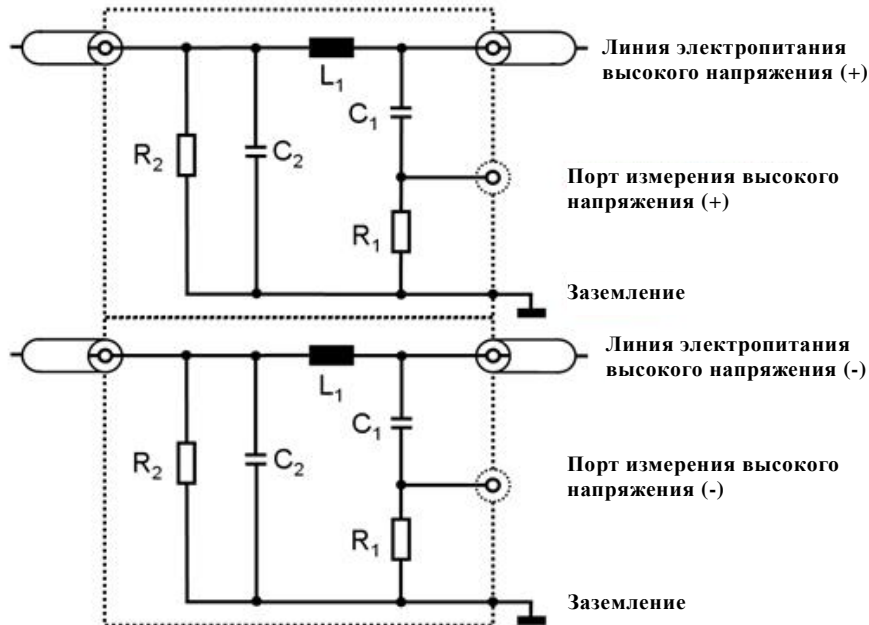 Линия электропитания
высокого напряжения (+)
L1
C1
R2
C2
Порт измерения высокого
напряжения (+)
R1
Заземление
Линия электропитания
высокого напряжения (-)
L1
C1
R2
C2
Порт измерения высокого
напряжения (-)
R1
Заземление